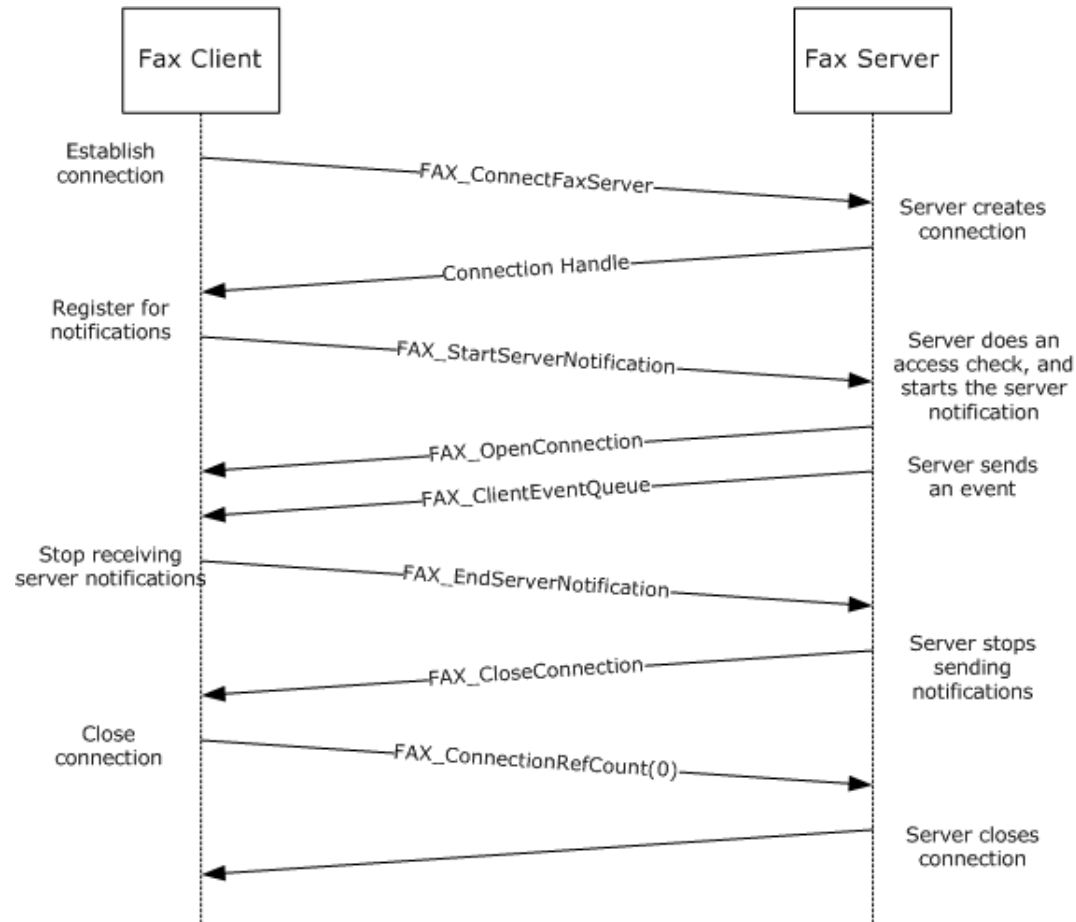 Fax Client
Fax Server
Establish
connection
FAX_ConnectFaxServer
Server creates
connection
Connection Handle
Register for
notifications
FAX_StartServerNotification
Server does an
access check, and
starts the server
notification
FAX_OpenConnection
Server sends
an event
FAX_ClientEventQueue
Stop receiving
server notifications
FAX_EndServerNotification
Server stops
sending
notifications
FAX_CloseConnection
Close
connection
FAX_ConnectionRefCount(0)
Server closes
connection